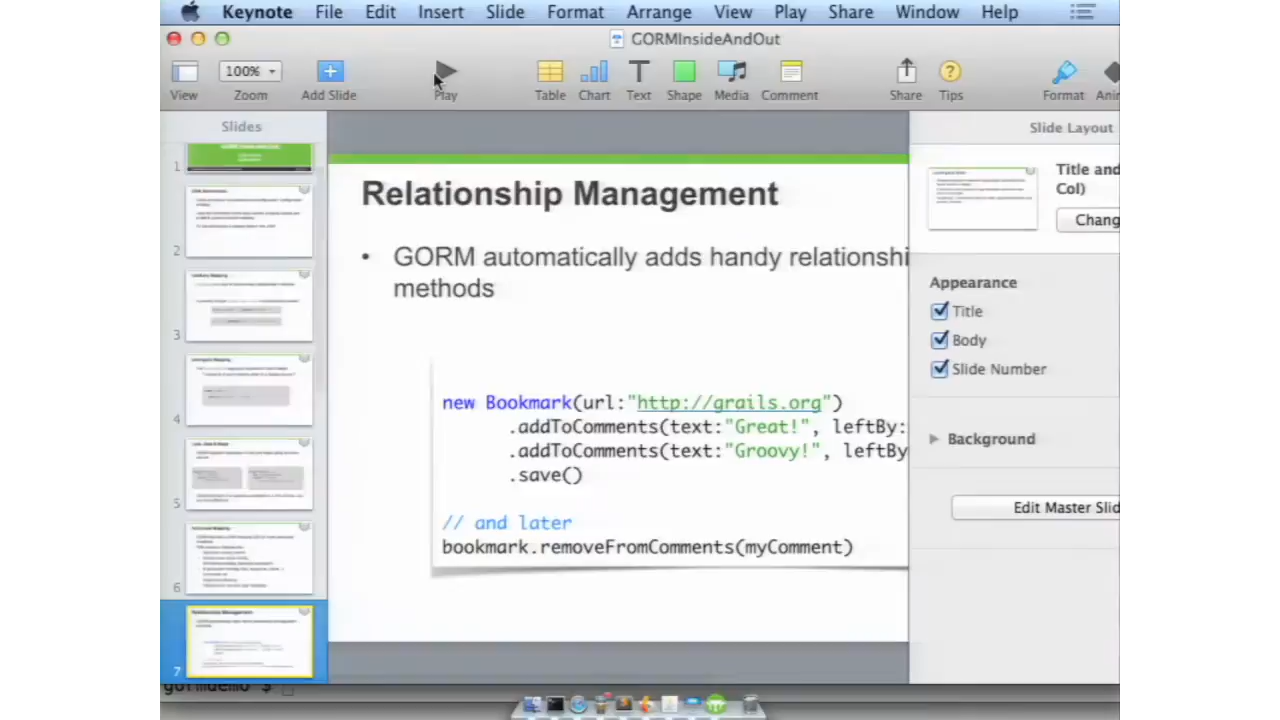 Keynote File Edit Insert Slide Format Arrange View Play Share Window Help
GORMInsideAndOut
100%
View Zoom Add Slide Play Table Chart Text Shape Media Comment Share Tips Format Ani
Slides
Slide Layout
1
2
3
4
5
6
7
Relationship Management
• GORM automatically adds handy relationshi
methods
new Bookmark(url:"http://grails.org")
.addToComments(text:"Great!", leftBy:
.addToComments(text:"Groovy!", leftBy
.save()
// and later
bookmark.removeFromComments(myComment)
Title and
Col)
Chang
Appearance
Title
Body
Slide Number
Background
Edit Master Slid
gormdemo $